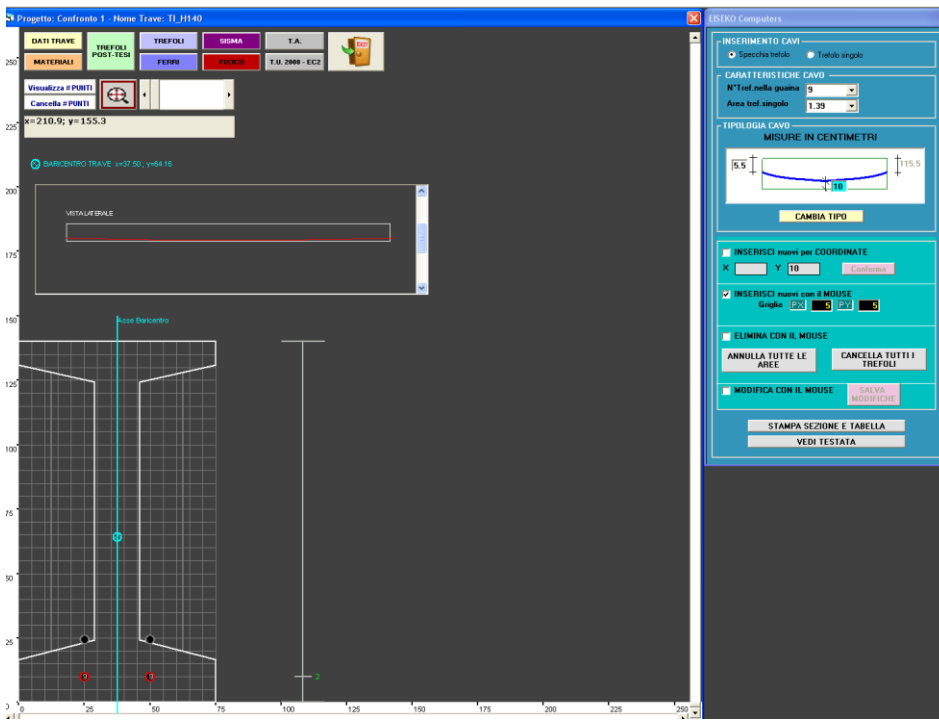 Progetto: Confronto 1 - Nome Trave: TI_H140
DATI TRAVE
TREFOLI POST-TESI
TREFOLI
SISMA
T.A.
EXIT
MATERIALI
FERRI
FUOCO
T.U. 2008 - EC2
Visualizza # PUNTI
Cancella # PUNTI
x=210.9; y=155.3
BARICENTRO TRAVE x=37.50 ; y=64.16
VISTA LATERALE
Asse Baricentro
250
225
200
175
150
125
100
75
50
25
0
2
0 25 50 75 100 125 150 175 200 225 250
EISEKO Computers
INSERIMENTO CAVI
Specchia trefolo Trefolo singolo
CARATTERISTICHE CAVO
N°Tref.nella guaina 9
Area tref.singolo 1.39
TIPOLOGIA CAVO
MISURE IN CENTIMETRI
5.5 115.5
10
CAMBIA TIPO
INSERISCI nuovi per COORDINATE
X Y 10 Conferma
INSERISCI nuovi con il MOUSE
Griglia PX 5 PY 5
ELIMINA CON IL MOUSE
ANNULLA TUTTE LE AREE
CANCELLA TUTTI I TREFOLI
MODIFICA CON IL MOUSE
SALVA MODIFICHE
STAMPA SEZIONE E TABELLA
VEDI TESTATA